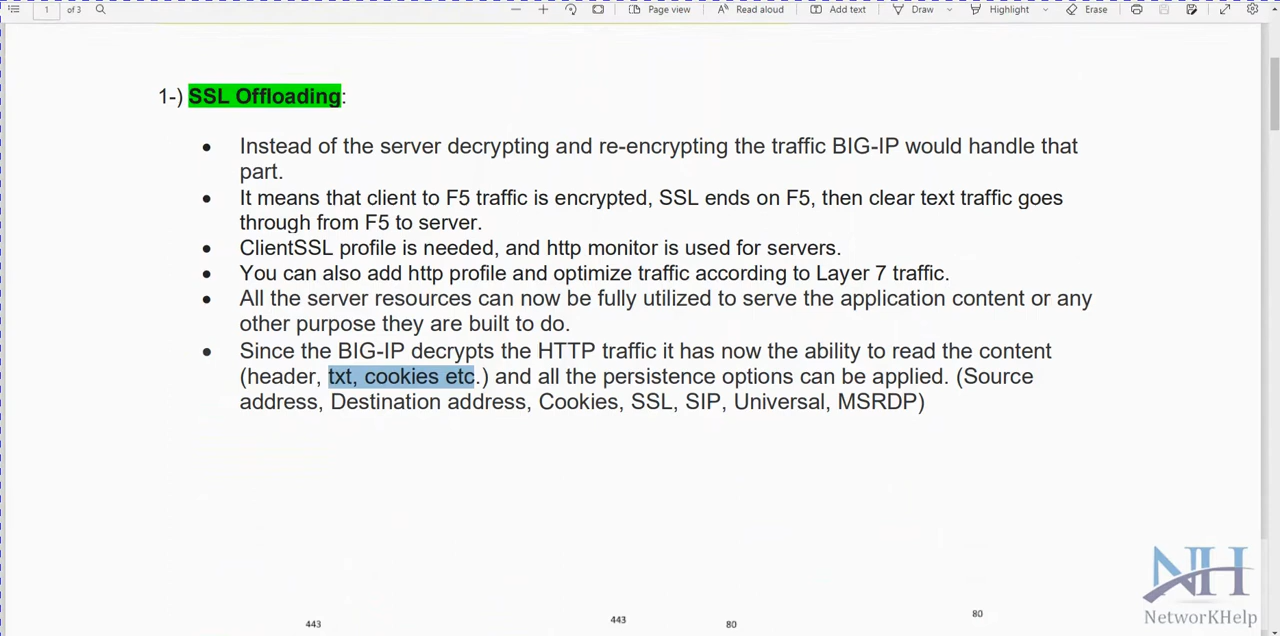 1 of 3 Page view Read aloud Add text Draw Highlight Erase
1-) SSL Offloading:
• Instead of the server decrypting and re-encrypting the traffic BIG-IP would handle that
part.
• It means that client to F5 traffic is encrypted, SSL ends on F5, then clear text traffic goes
through from F5 to server.
• ClientSSL profile is needed, and http monitor is used for servers.
• You can also add http profile and optimize traffic according to Layer 7 traffic.
• All the server resources can now be fully utilized to serve the application content or any
other purpose they are built to do.
• Since the BIG-IP decrypts the HTTP traffic it has now the ability to read the content
(header, txt, cookies etc.) and all the persistence options can be applied. (Source
address, Destination address, Cookies, SSL, SIP, Universal, MSRDP)
NH
NetworKHelp
443 443 80 80